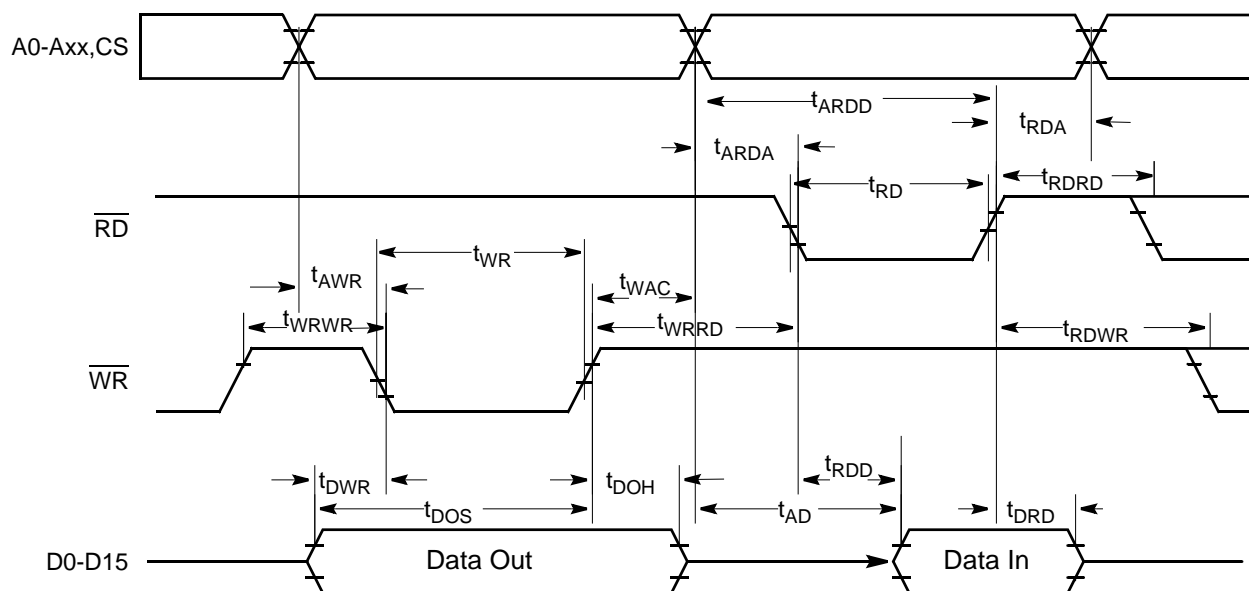 A0-Axx,CS
tARDD
tRDA
tARDA
tRD
tRDRD
RD
tWR
tAWR
tWAC
tWRWR
tWRRD
tRDWR
WR
tRDD
tDWR
tDOH
tDOS
tAD
tDRD
D0-D15
Data Out
Data In